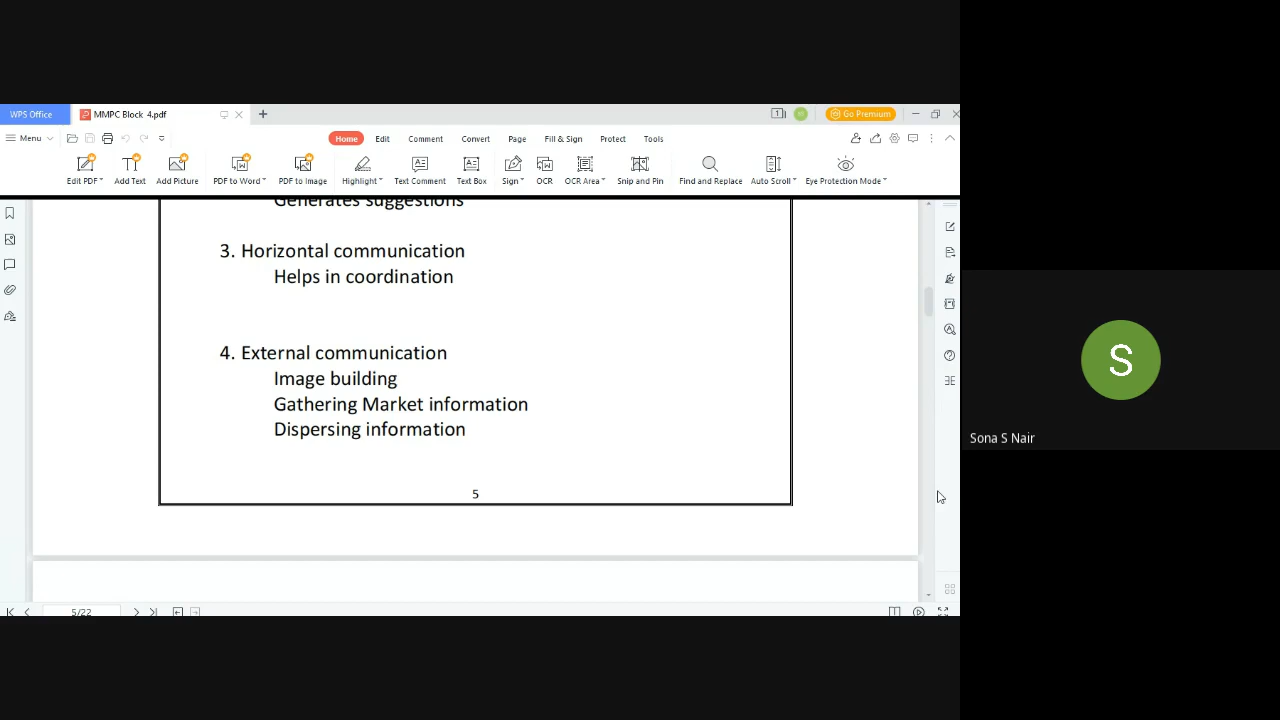 WPS Office
MMPC Block 4.pdf
Go Premium
Menu
Home Edit Comment Convert Page Fill & Sign Protect Tools
Edit PDF Add Text Add Picture PDF to Word PDF to Image Highlight Text Comment Text Box Sign OCR OCR Area Snip and Pin Find and Replace Auto Scroll Eye Protection Mode
Generates suggestions
3. Horizontal communication
Helps in coordination
4. External communication
Image building
Gathering Market information
Dispersing information
5
5/22
S
Sona S Nair